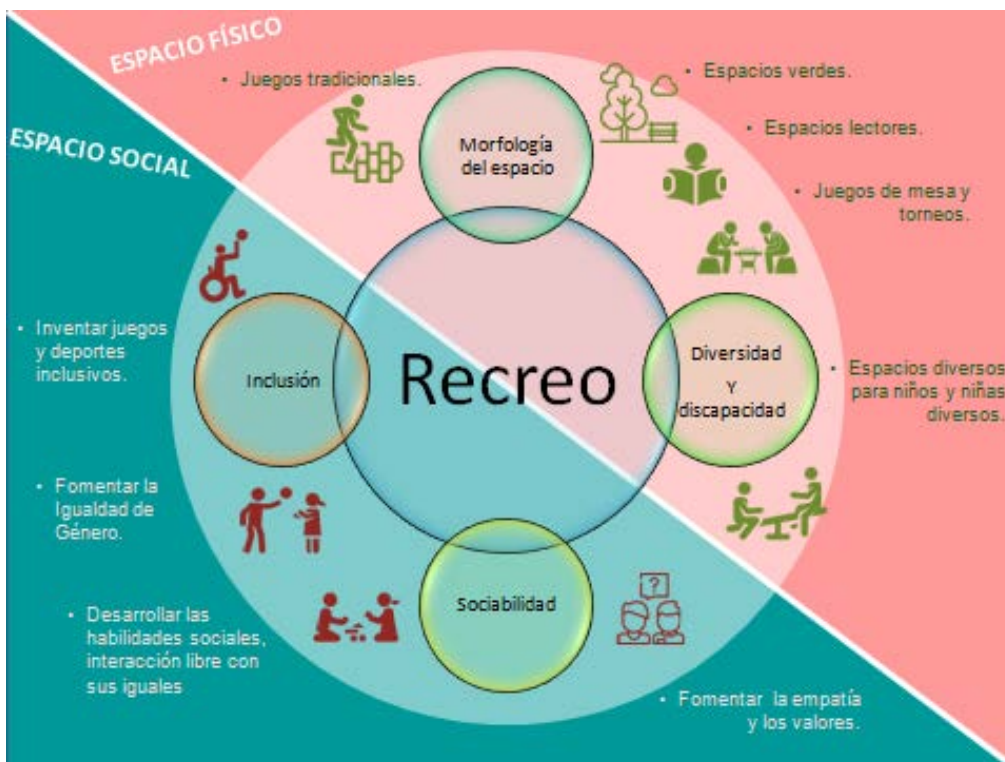 ESPACIO FÍSICO
ESPACIO SOCIAL
• Juegos tradicionales.
• Espacios verdes.
• Espacios lectores.
• Juegos de mesa y
torneos.
Morfología
del espacio
• Inventar juegos
y deportes
inclusivos.
Inclusión
Recreo
Diversidad
Y
discapacidad
• Espacios diversos
para niños y niñas
diversos.
• Fomentar la
Igualdad de
Género.
• Desarrollar las
habilidades sociales,
interacción libre con
sus iguales
Sociabilidad
?
• Fomentar la empatía
y los valores.